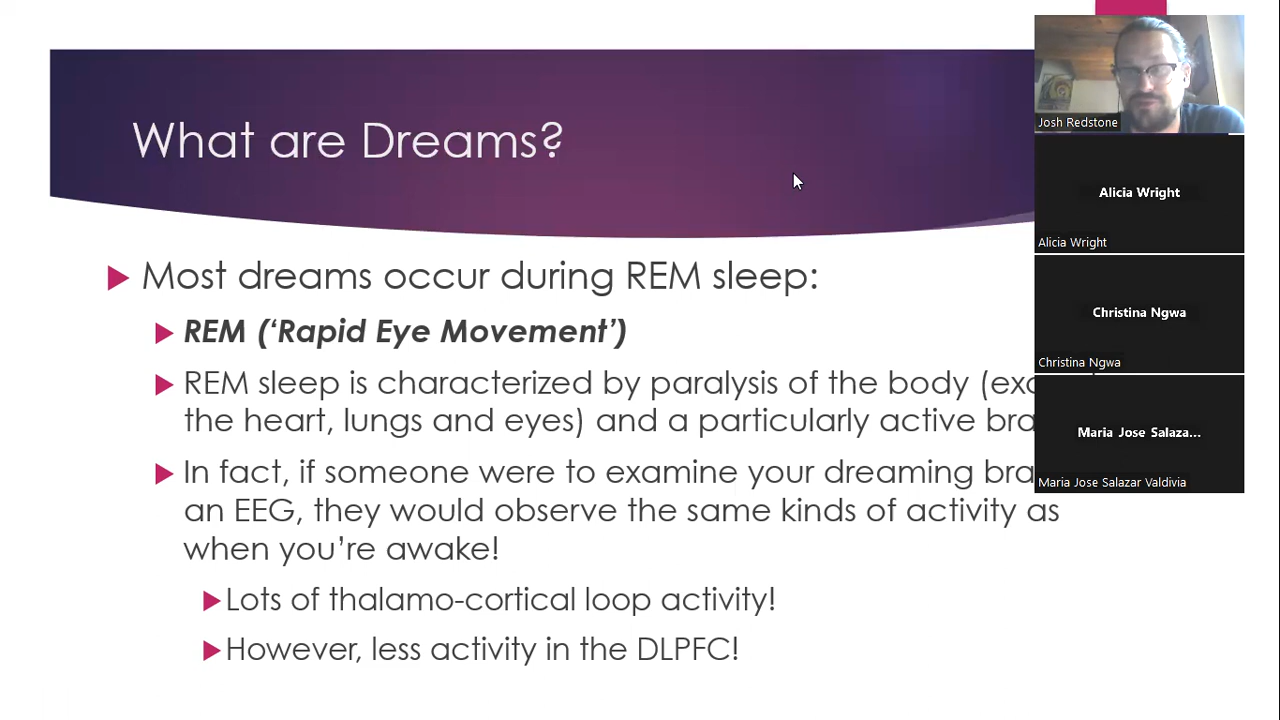 What are Dreams?
Most dreams occur during REM sleep:
REM (‘Rapid Eye Movement’)
REM sleep is characterized by paralysis of the body
the heart, lungs and eyes) and a particularly active
In fact, if someone were to examine your dreaming
an EEG, they would observe the same kinds of activity as
when you’re awake!
Lots of thalamo-cortical loop activity!
However, less activity in the DLPFC!
Josh Redstone
Alicia Wright
Alicia Wright
Christina Ngwa
Christina Ngwa
Maria Jose Salaza...
Maria Jose Salazar Valdivia